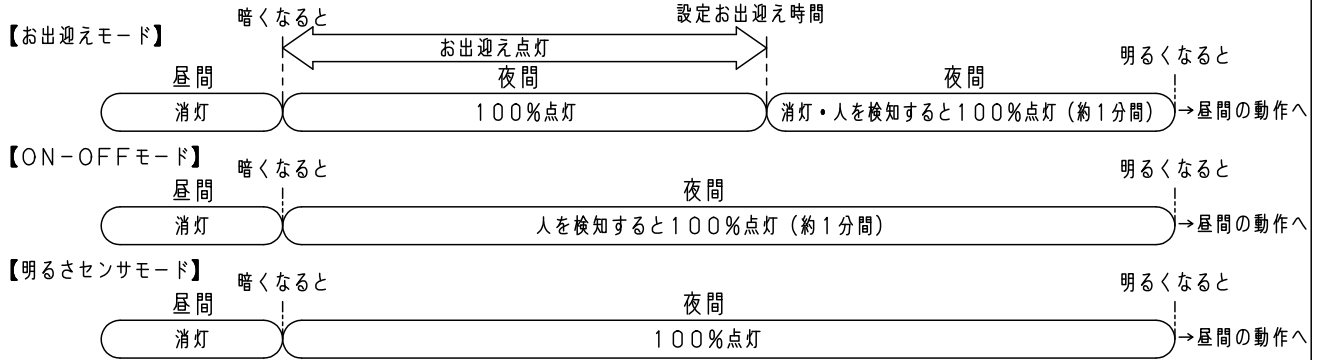 暗くなると 設定お出迎え時間
【お出迎えモード】
お出迎え点灯
明るくなると
昼間 夜間 夜間
消灯 100%点灯 消灯・人を検知すると100%点灯(約1分間) →昼間の動作へ
【ON-OFFモード】
暗くなると 明るくなると
昼間 夜間
消灯 人を検知すると100%点灯(約1分間) →昼間の動作へ
【明るさセンサモード】
暗くなると 明るくなると
昼間 夜間
消灯 100%点灯 →昼間の動作へ